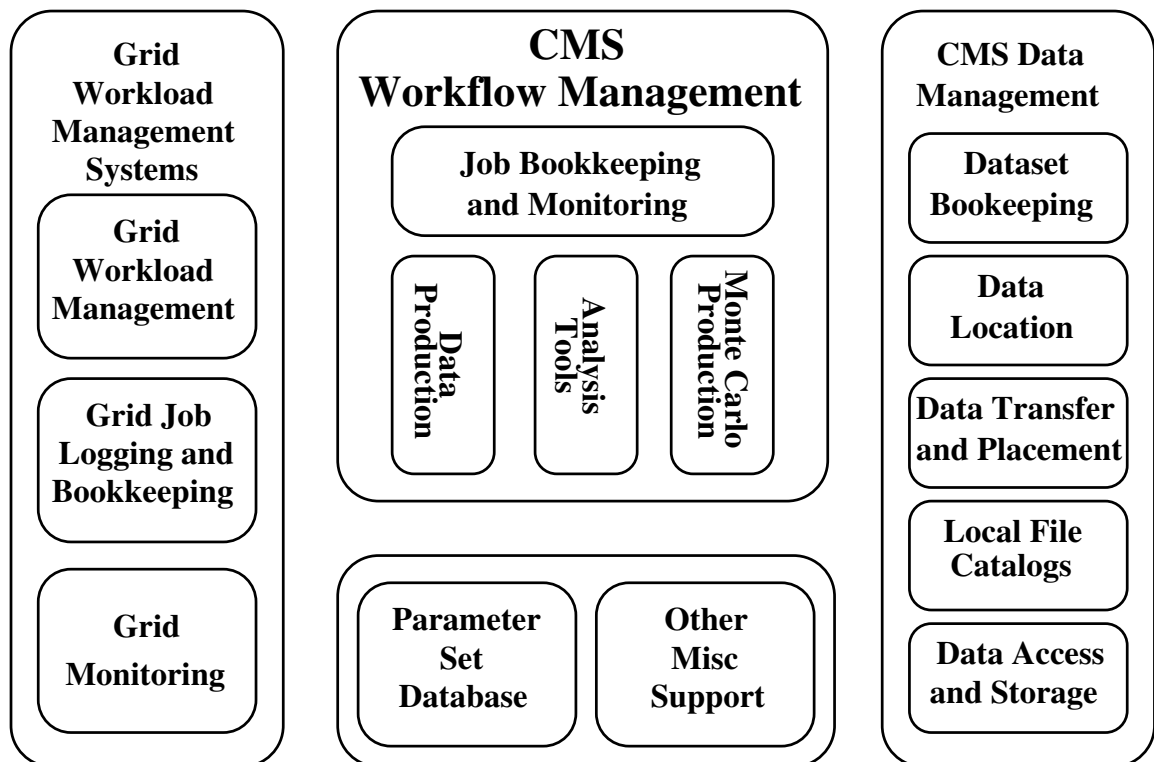 Grid
Workload
Management
Systems
Grid
Workload
Management
Grid Job
Logging and
Bookkeeping
Grid
Monitoring
CMS
Workflow Management
Job Bookkeeping
and Monitoring
Data
Production
Analysis
Tools
Monte Carlo
Production
Parameter
Set
Database
Other
Misc
Support
CMS Data
Management
Dataset
Bookeeping
Data
Location
Data Transfer
and Placement
Local File
Catalogs
Data Access
and Storage